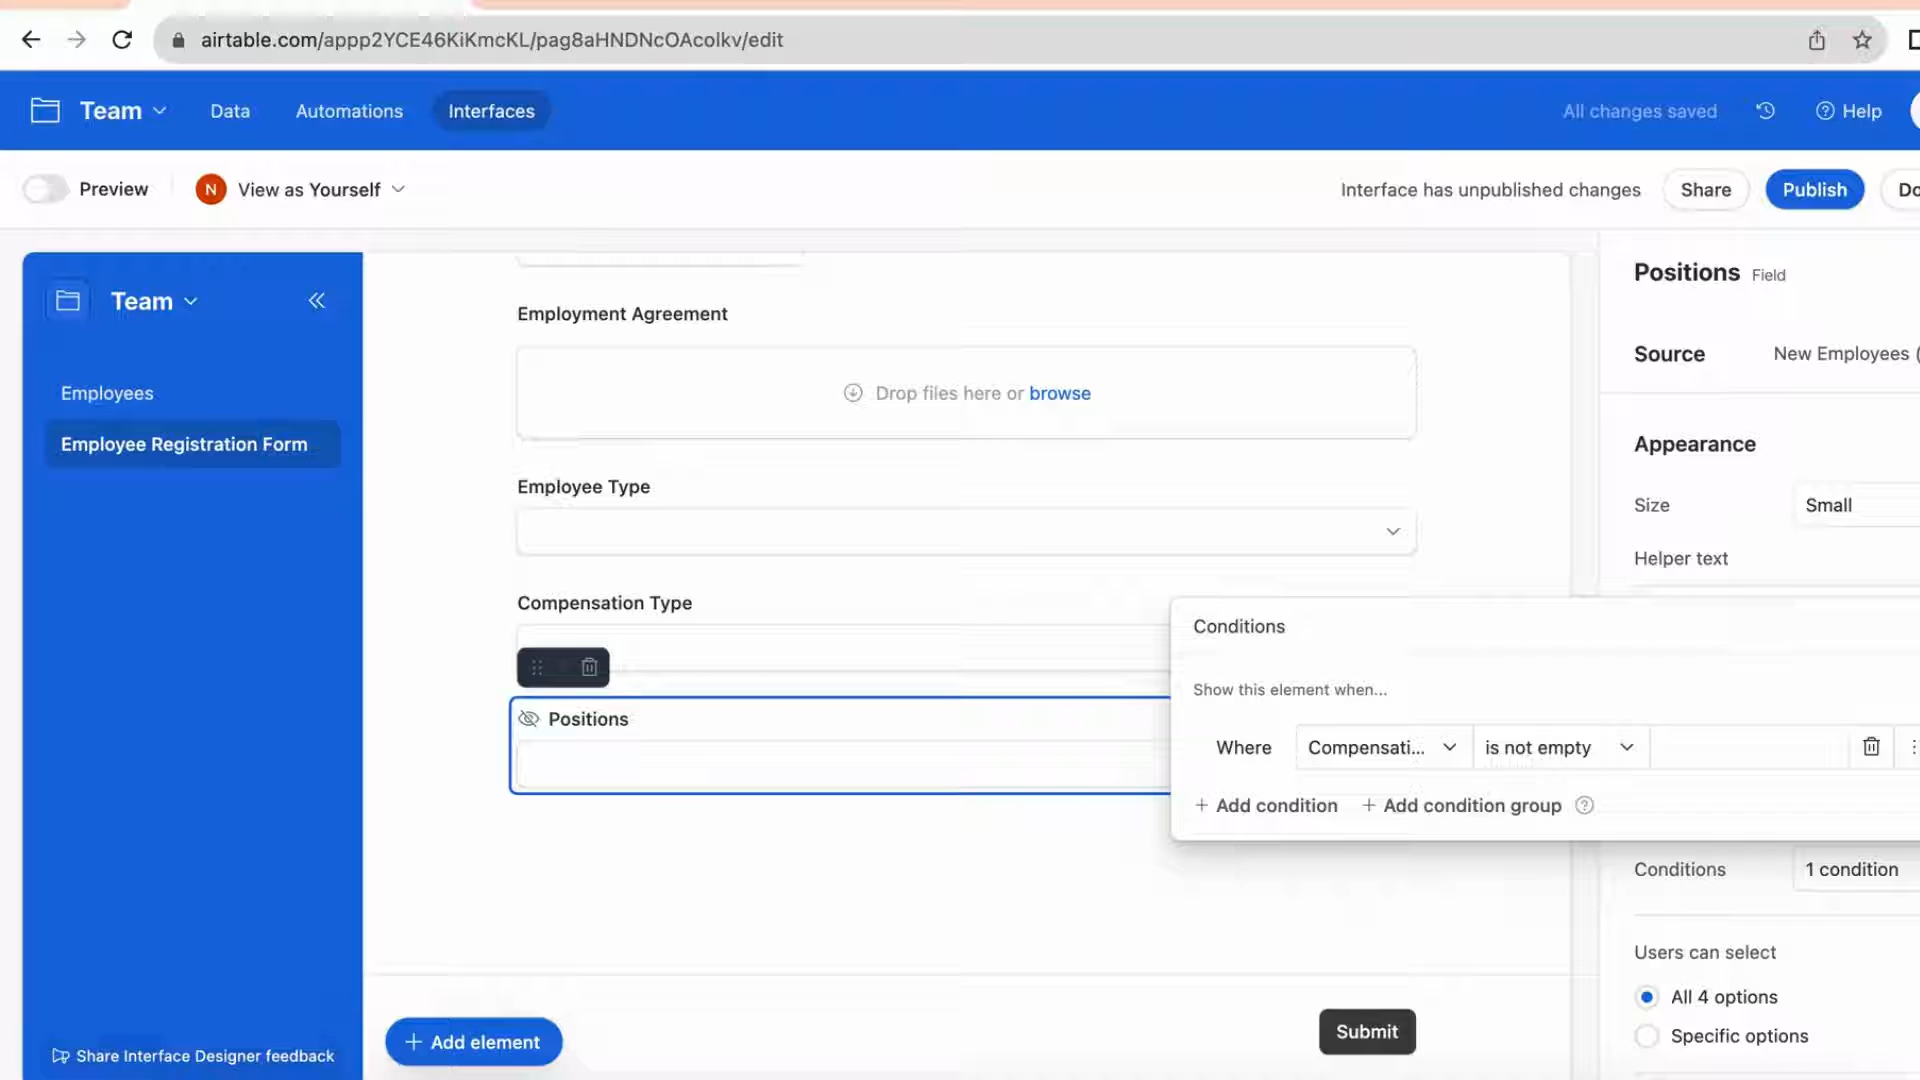 airtable.com/appp2YCE46KiKmcKL/pag8aHNDNcOAcolkv/edit
Team Data Automations Interfaces All changes saved Help
Preview N View as Yourself Interface has unpublished changes Share Publish Do
Team
Employees
Employee Registration Form
Share Interface Designer feedback
Employment Agreement
Drop files here or browse
Employee Type
Compensation Type
Positions
Add element
Submit
Positions Field
Source New Employees (
Appearance
Size Small
Helper text
Conditions
Show this element when...
Where Compensati... is not empty
+ Add condition + Add condition group
Conditions 1 condition
Users can select
All 4 options
Specific options